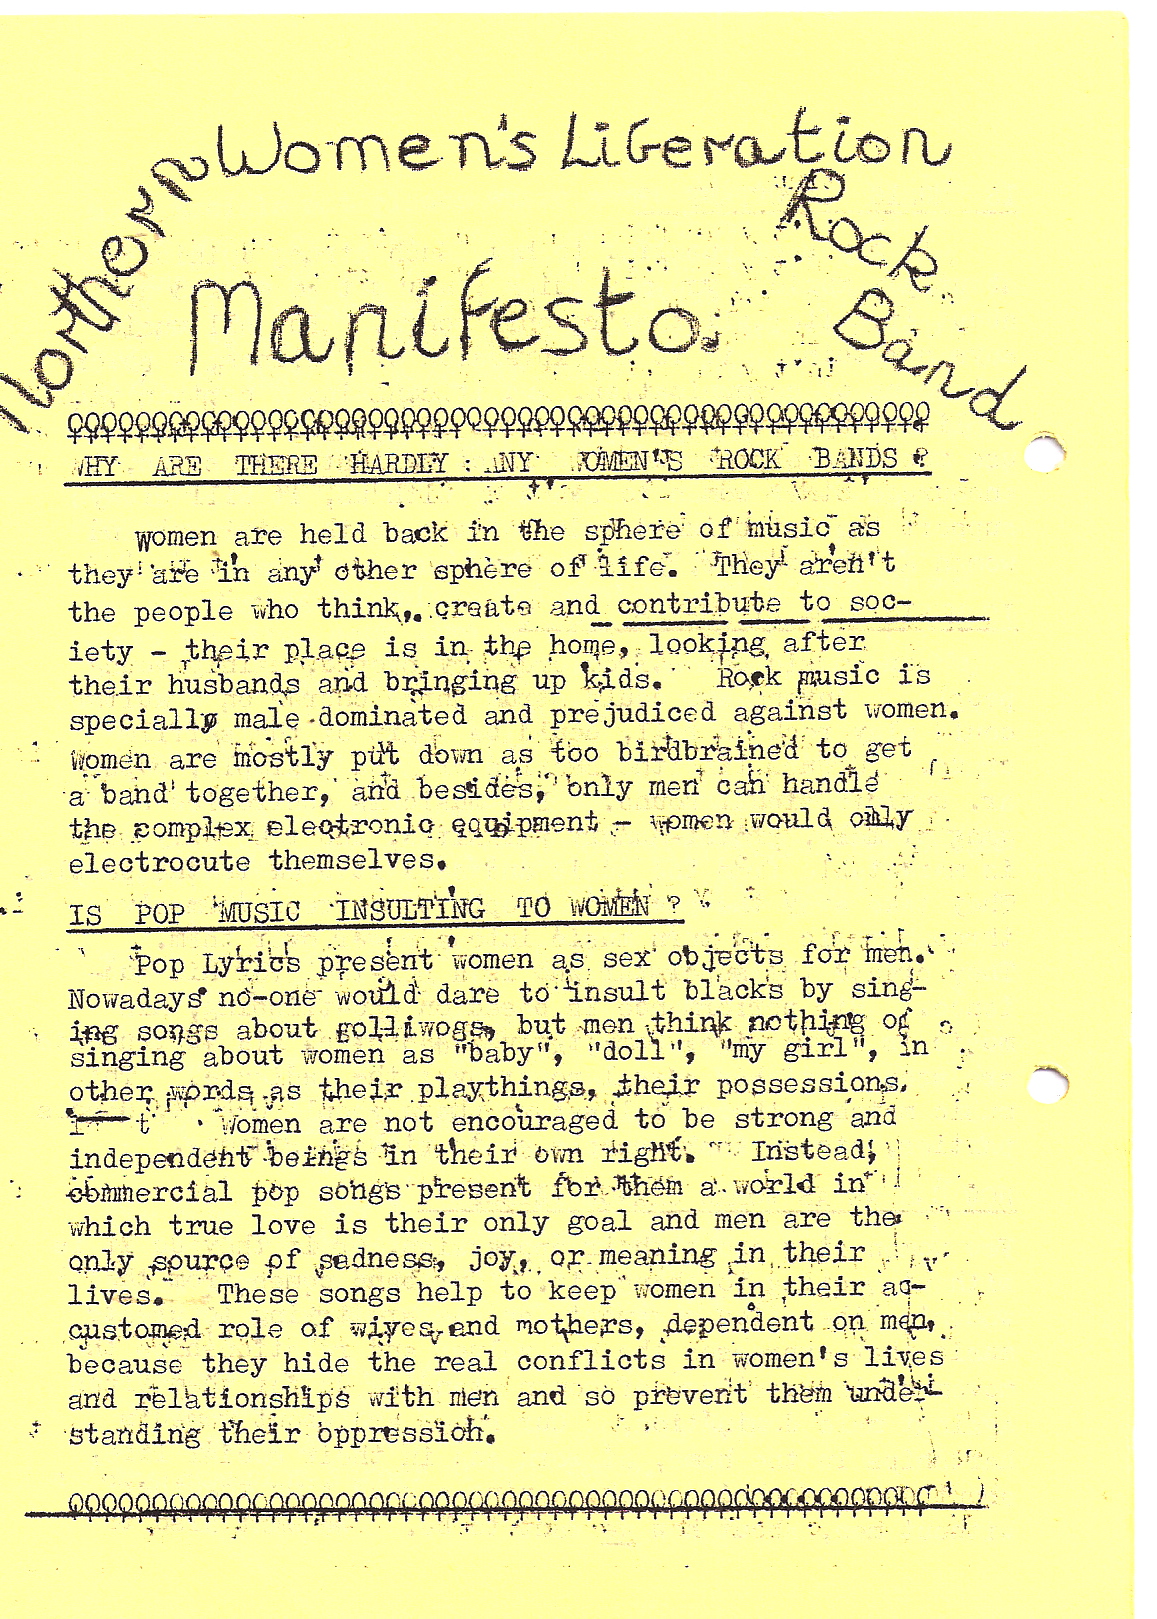 Northern Women's Liberation Rock Band
Manifesto.
WHY ARE THERE HARDLY ANY WOMEN'S ROCK BANDS ?
Women are held back in the sphere of music as
they are in any other sphere of life. They aren't
the people who think, create and contribute to soc-
iety - their place is in the home, looking after
their husbands and bringing up kids. Rock music is
specially male dominated and prejudiced against women.
Women are mostly put down as too birdbrained to get
a band together, and besides, only men can handle
the complex electronic equipment - women would only
electrocute themselves.
IS POP MUSIC INSULTING TO WOMEN ?
Pop Lyrics present women as sex objects for men.
Nowadays no-one would dare to insult blacks by sing-
ing songs about golliwogs, but men think nothing of
singing about women as "baby", "doll", "my girl", in
other words as their playthings, their possessions.
Women are not encouraged to be strong and
independent beings in their own right. Instead,
commercial pop songs present for them a world in
which true love is their only goal and men are the
only source of sadness, joy, or meaning in their
lives. These songs help to keep women in their ac-
customed role of wives and mothers, dependent on men,
because they hide the real conflicts in women's lives
and relationships with men and so prevent them under-
standing their oppression.